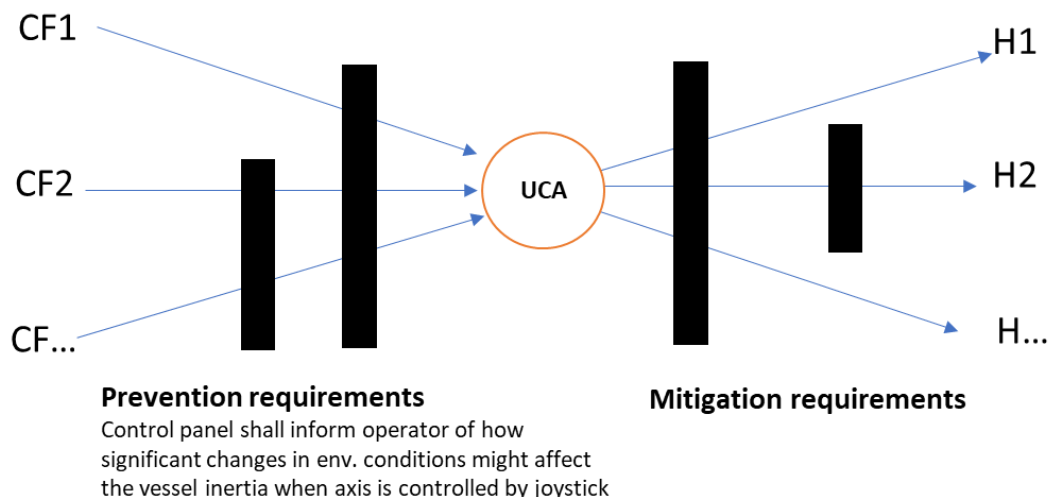 CF1
H1
CF2
UCA
H2
CF...
H...
Prevention requirements
Mitigation requirements
Control panel shall inform operator of how
significant changes in env. conditions might affect
the vessel inertia when axis is controlled by joystick